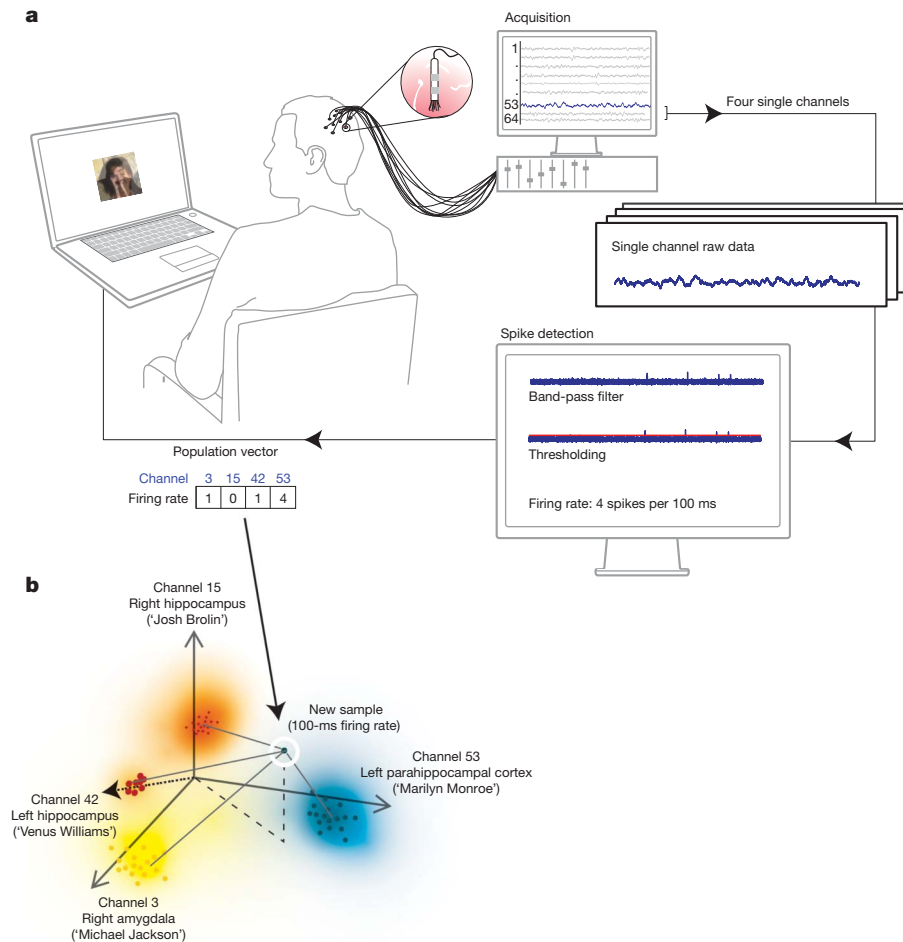 a
Acquisition
1
.
.
.
.
53
64
Four single channels
Single channel raw data
Spike detection
Band-pass filter
Thresholding
Firing rate: 4 spikes per 100 ms
Population vector
Channel 3 15 42 53
Firing rate 1 0 1 4
b
Channel 15
Right hippocampus
(‘Josh Brolin’)
New sample
(100-ms firing rate)
Channel 53
Left parahippocampal cortex
(‘Marilyn Monroe’)
Channel 42
Left hippocampus
(‘Venus Williams’)
Channel 3
Right amygdala
(‘Michael Jackson’)